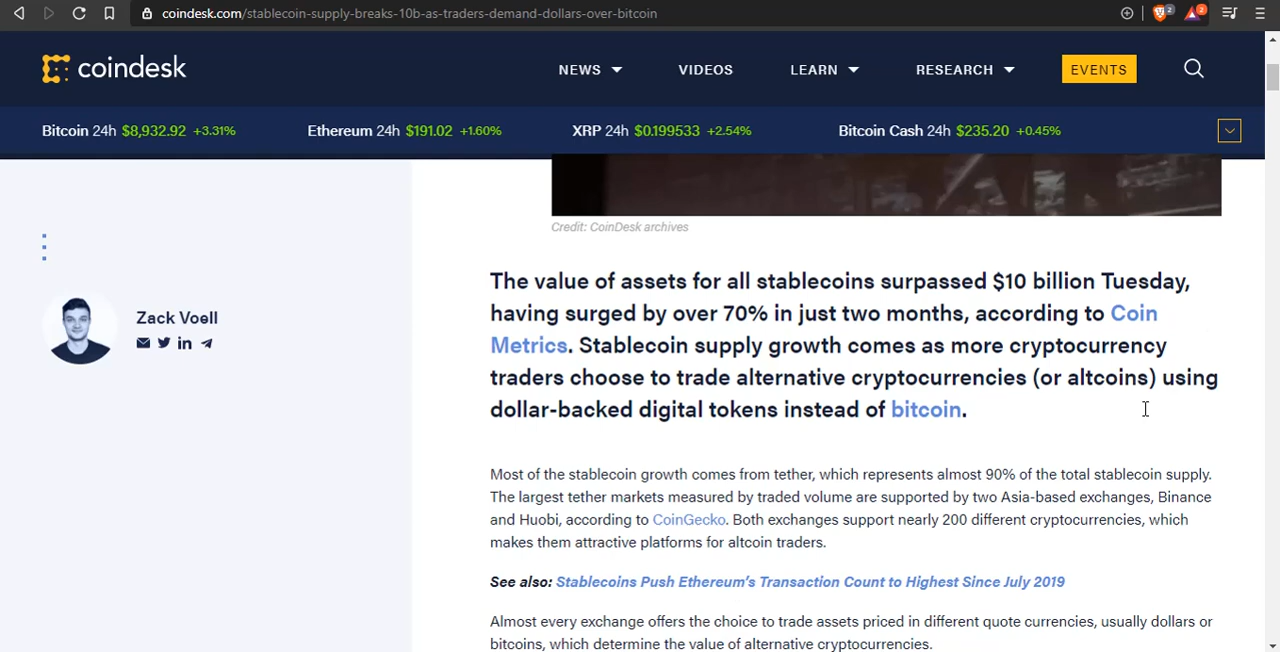 coindesk.com/stablecoin-supply-breaks-10b-as-traders-demand-dollars-over-bitcoin
2
2
coindesk
NEWS
VIDEOS
LEARN
RESEARCH
EVENTS
Bitcoin 24h $8,932.92 +3.31%
Ethereum 24h $191.02 +1.60%
XRP 24h $0.199533 +2.54%
Bitcoin Cash 24h $235.20 +0.45%
Credit: CoinDesk archives
Zack Voell
The value of assets for all stablecoins surpassed $10 billion Tuesday,
having surged by over 70% in just two months, according to Coin
Metrics. Stablecoin supply growth comes as more cryptocurrency
traders choose to trade alternative cryptocurrencies (or altcoins) using
dollar-backed digital tokens instead of bitcoin.
Most of the stablecoin growth comes from tether, which represents almost 90% of the total stablecoin supply.
The largest tether markets measured by traded volume are supported by two Asia-based exchanges, Binance
and Huobi, according to CoinGecko. Both exchanges support nearly 200 different cryptocurrencies, which
makes them attractive platforms for altcoin traders.
See also: Stablecoins Push Ethereum's Transaction Count to Highest Since July 2019
Almost every exchange offers the choice to trade assets priced in different quote currencies, usually dollars or
bitcoins, which determine the value of alternative cryptocurrencies.